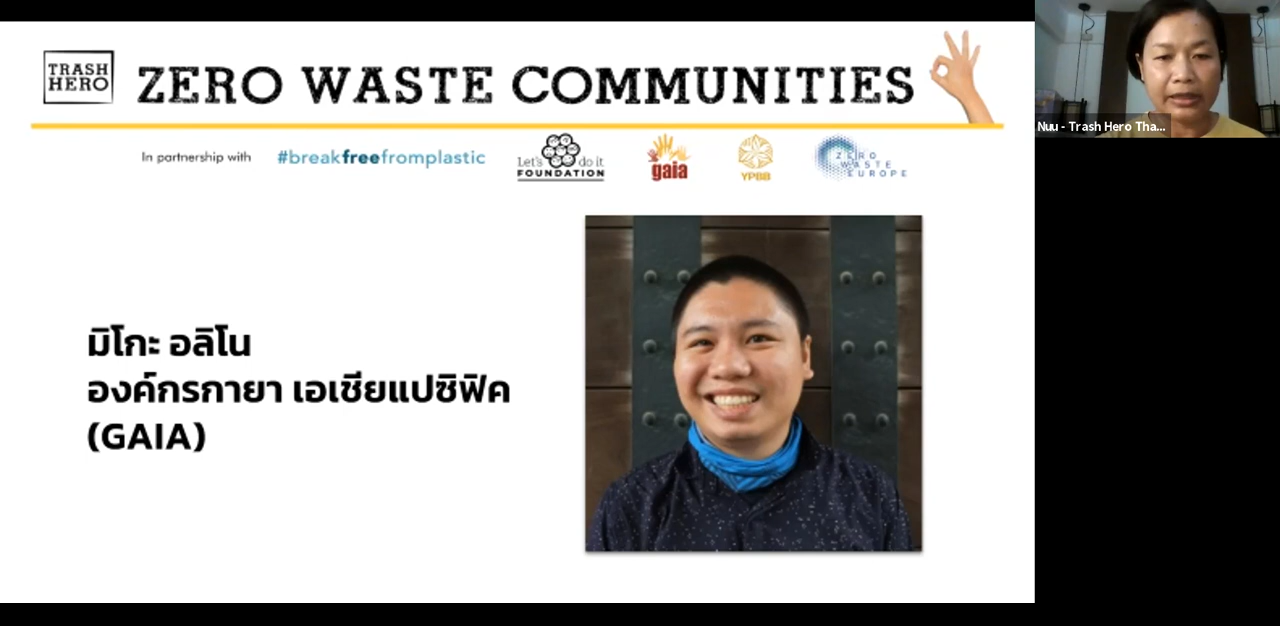 TRASH
HERO
ZERO WASTE COMMUNITIES
In partnership with
#breakfreefromplastic
Let's do it
FOUNDATION
gaia
YPBB
ZERO
WASTE
EUROPE
Nuu - Trash Hero Tha...
มิโกะ อลิโน
องค์กรกายา เอเชียแปซิฟิค
(GAIA)